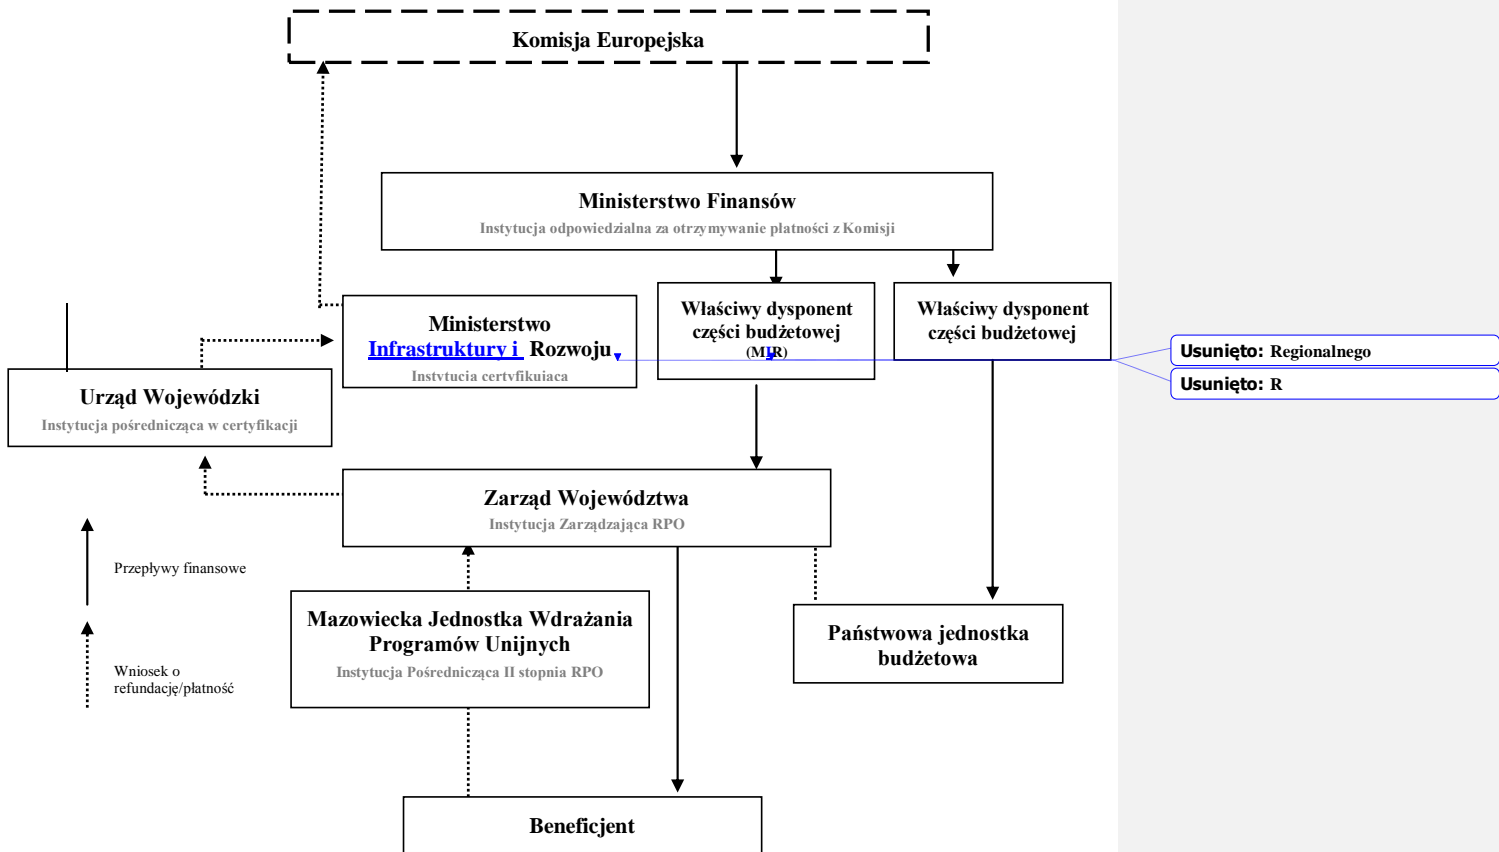 Komisja Europejska
Ministerstwo Finansów
Instytucja odpowiedzialna za otrzymywanie płatności z Komisji
Ministerstwo
Infrastruktury i Rozwoju
Instytucja certyfikująca
Właściwy dysponent
części budżetowej
(MIR)
Właściwy dysponent
części budżetowej
Usunięto: Regionalnego
Usunięto: R
Urząd Wojewódzki
Instytucja pośrednicząca w certyfikacji
Zarząd Województwa
Instytucja Zarządzająca RPO
Przepływy finansowe
Mazowiecka Jednostka Wdrażania
Programów Unijnych
Instytucja Pośrednicząca II stopnia RPO
Państwowa jednostka
budżetowa
Wniosek o
refundację/płatność
Beneficjent